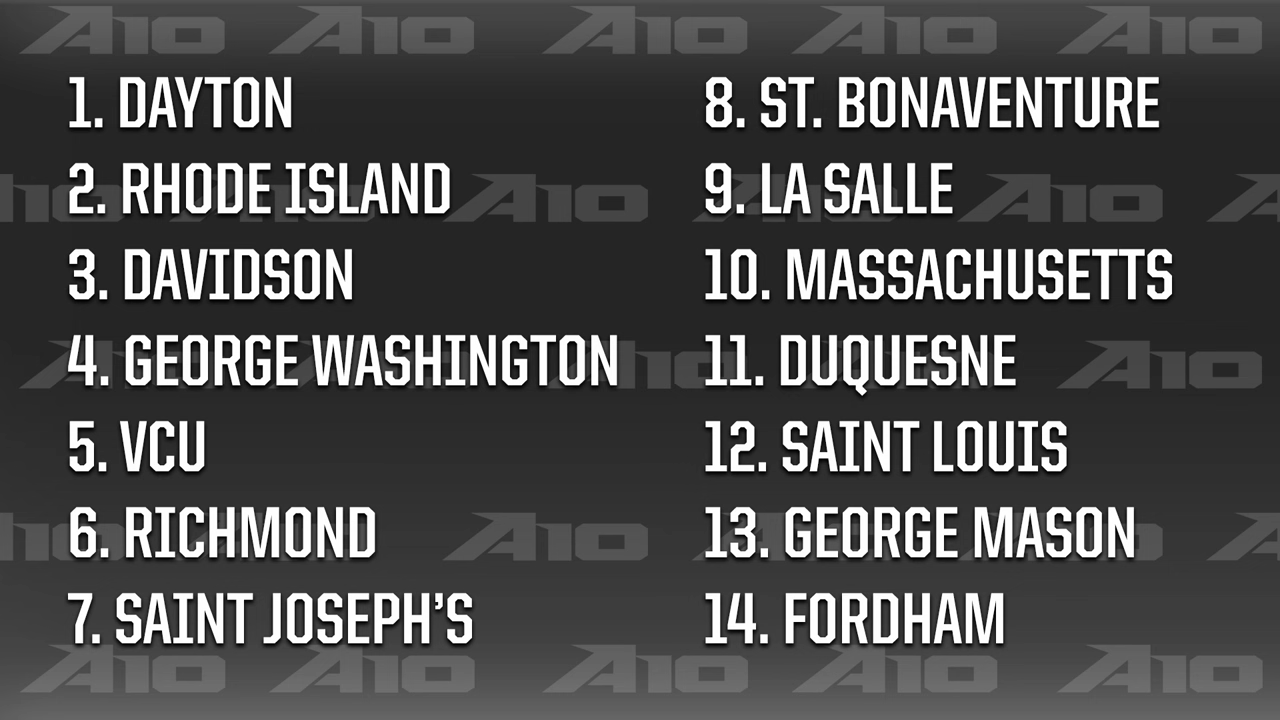 1. DAYTON
2. RHODE ISLAND
3. DAVIDSON
4. GEORGE WASHINGTON
5. VCU
6. RICHMOND
7. SAINT JOSEPH'S
8. ST. BONAVENTURE
9. LA SALLE
10. MASSACHUSETTS
11. DUQUESNE
12. SAINT LOUIS
13. GEORGE MASON
14. FORDHAM
A10